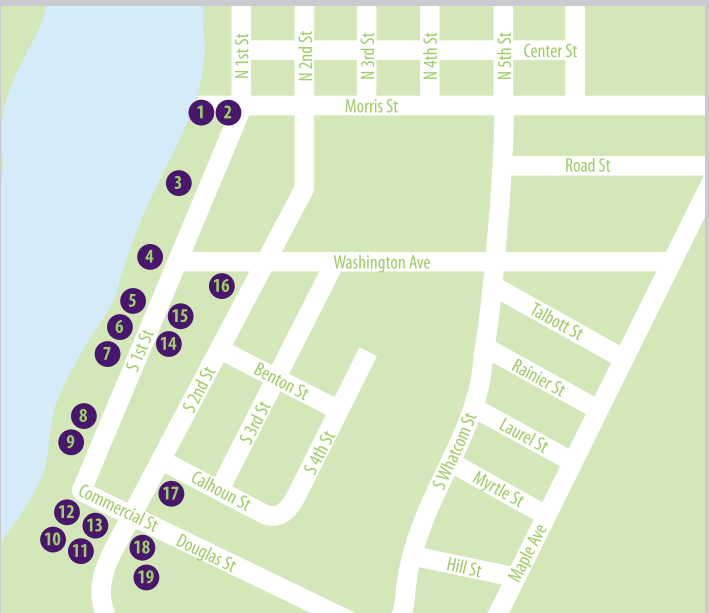 N 1st St
N 2nd St
N 3rd St
N 4th St
N 5th St
Center St
1
2
Morris St
Road St
3
4
Washington Ave
16
5
15
6
Talbott St
14
7
S 1st St
Benton St
Rainier St
S 2nd St
8
S 3rd St
Laurel St
9
S 4th St
S Whatcom St
17
Calhoun St
Myrtle St
Commercial St
12
13
10
11
18
Douglas St
Maple Ave
Hill St
19